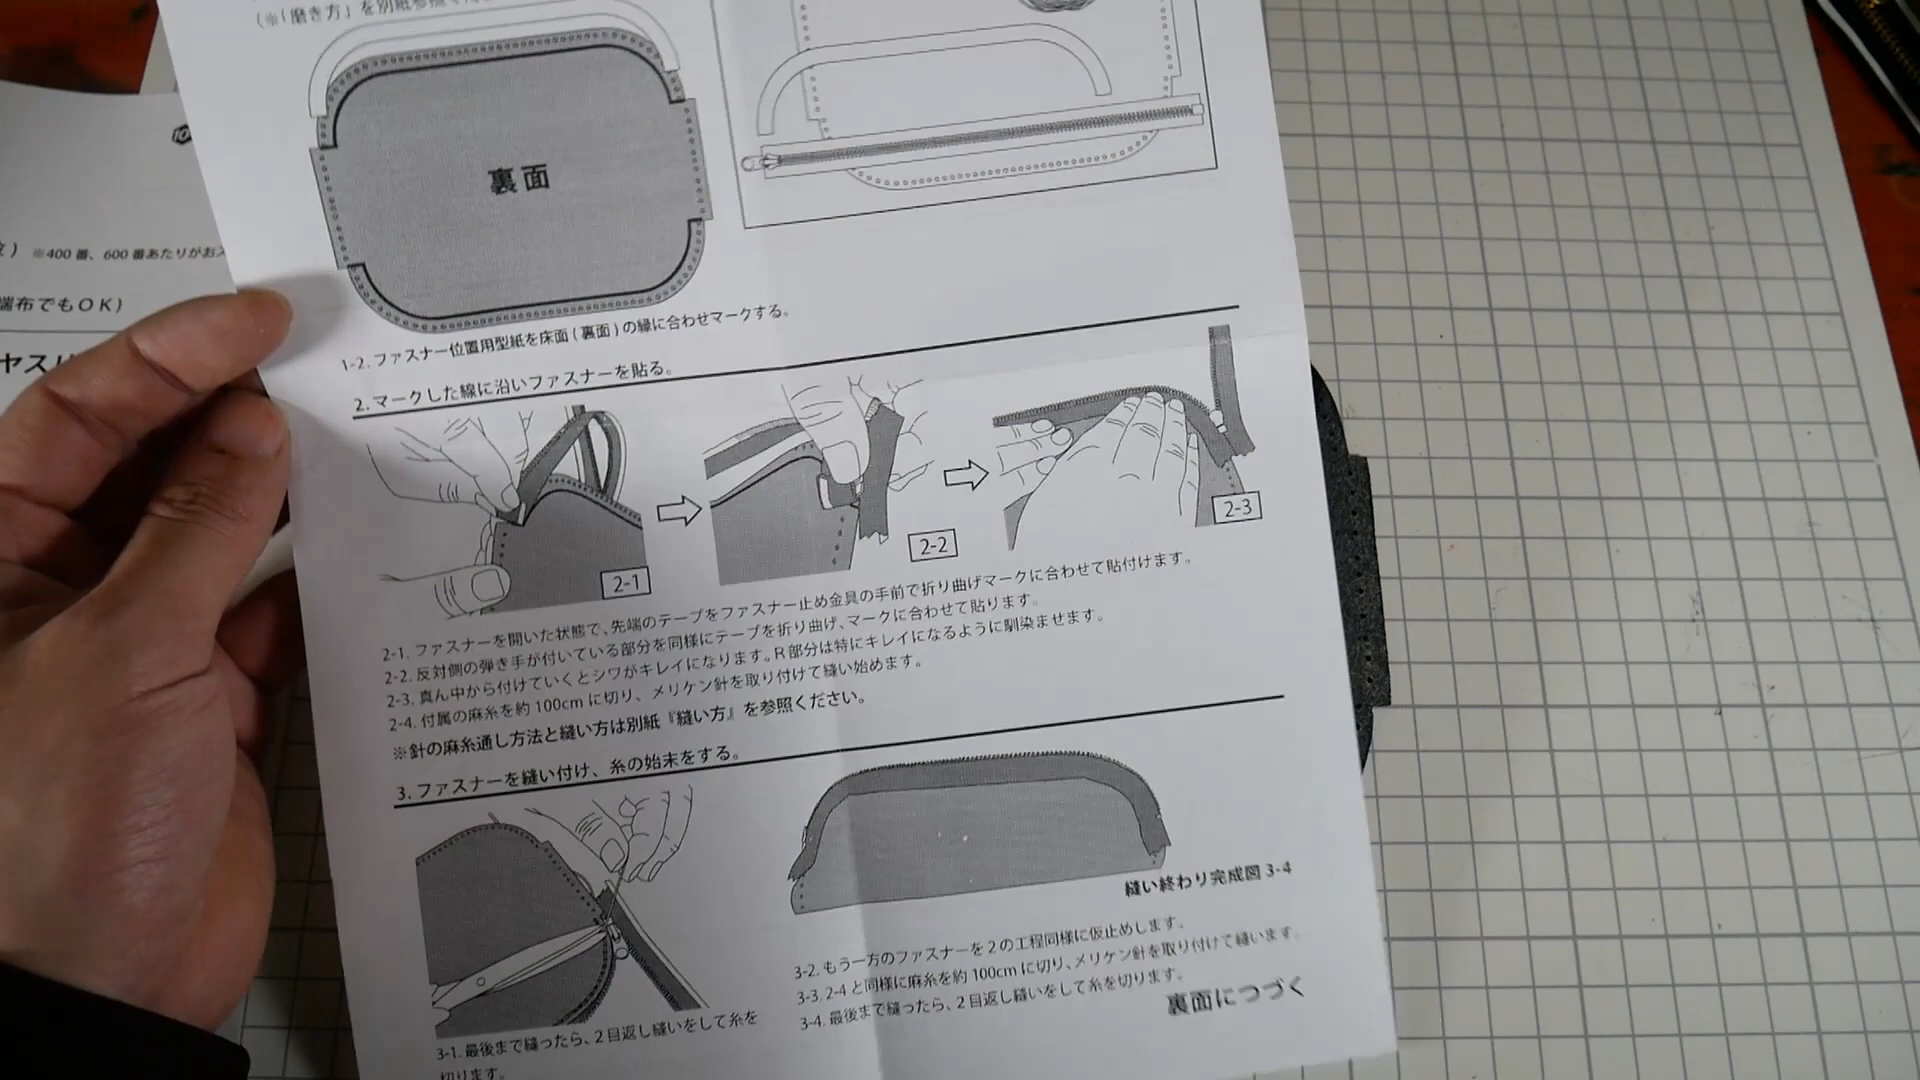 (※「磨き方」を別紙参照
裏面
※400番、600番あたりがおス
端布でもOK)
ヤスリ
1-2. ファスナー位置用型紙を床面(裏面)の縁に合わせマークする。
2. マークした線に沿いファスナーを貼る。
2-1
2-2
2-3
2-1. ファスナーを開いた状態で、先端のテープをファスナー止め金具の手前で折り曲げマークに合わせて貼付けます。
2-2. 反対側の弾き手が付いている部分を同様にテープを折り曲げ、マークに合わせて貼ります。
2-3. 真ん中から付けていくとシワがキレイになります。R部分は特にキレイになるように馴染ませます。
2-4. 付属の麻糸を約100cmに切り、メリケン針を取り付けて縫い始めます。
※針の麻糸通し方法と縫い方は別紙『縫い方』を参照ください。
3. ファスナーを縫い付け、糸の始末をする。
縫い終わり完成図 3-4
3-1. 最後まで縫ったら、2目返し縫いをして糸を
切ります。
3-2. もう一方のファスナーを2の工程同様に仮止めします。
3-3. 2-4と同様に麻糸を約100cmに切り、メリケン針を取り付けて縫います。
3-4. 最後まで縫ったら、2目返し縫いをして糸を切ります。
裏面につづく